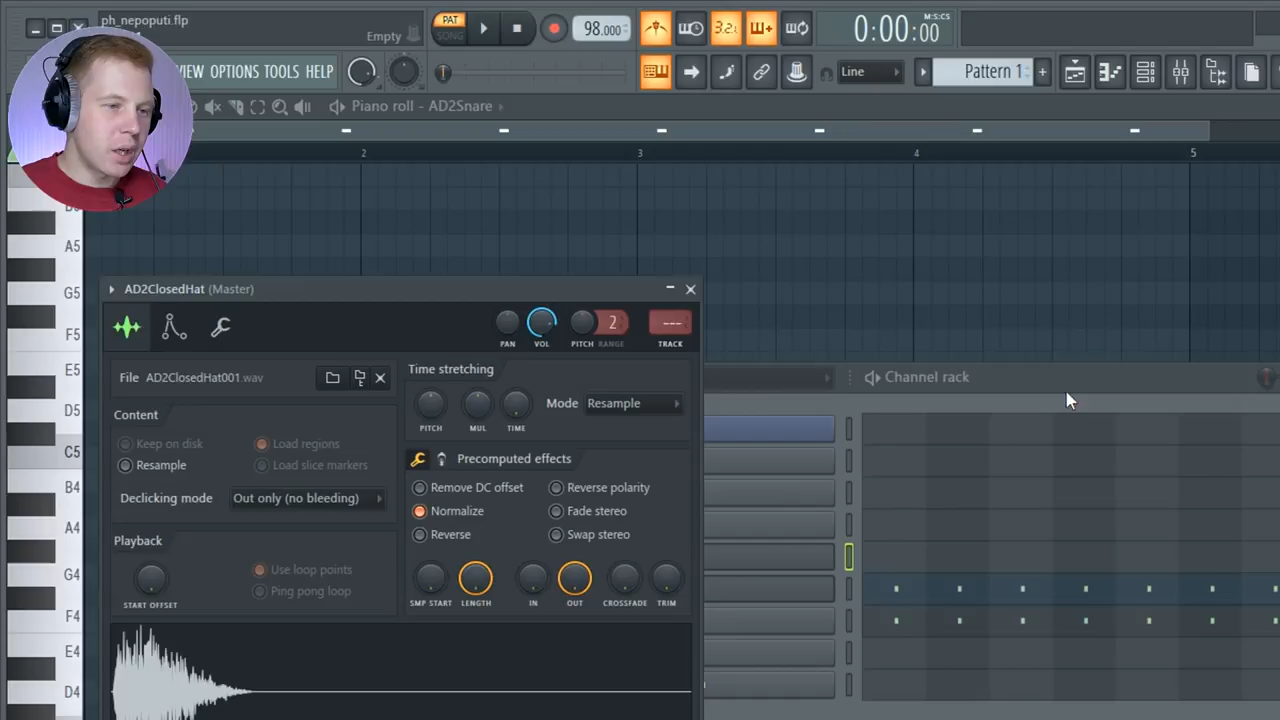 ph_nepoputi.flp
Empty
PAT
SONG
98.000
3.2.
M:S:CS
0:00:00
VIEW OPTIONS TOOLS HELP
Line
Pattern 1
Piano roll - AD2Snare
2
3
4
5
A5
G5
F5
E5
D5
C5
B4
A4
G4
F4
E4
D4
AD2ClosedHat (Master)
2
---
PAN
VOL
PITCH
RANGE
TRACK
File AD2ClosedHat001.wav
Content
Keep on disk
Load regions
Resample
Load slice markers
Declicking mode
Out only (no bleeding)
Playback
Use loop points
Ping pong loop
START OFFSET
Time stretching
Mode
Resample
PITCH
MUL
TIME
Precomputed effects
Remove DC offset
Reverse polarity
Normalize
Fade stereo
Reverse
Swap stereo
SMP START
LENGTH
IN
OUT
CROSSFADE
TRIM
Channel rack